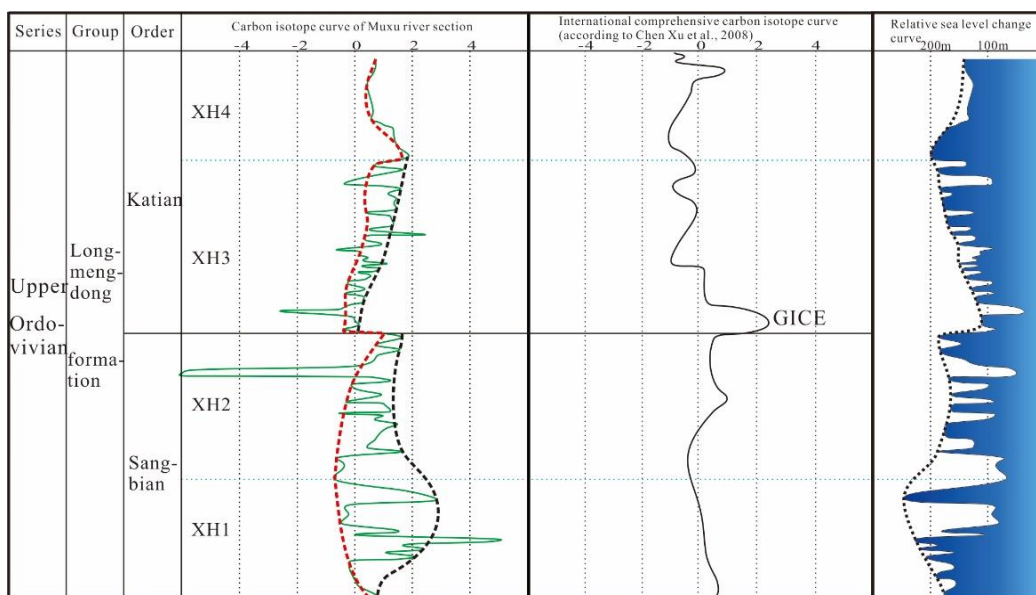 Series Group Order
Carbon isotope curve of Muxu river section
-4 -2 0 2 4
International comprehensive carbon isotope curve
(according to Chen Xu et al., 2008)
-4 -2 0 2 4
Relative sea level change
curve
200m 100m
XH4
Katian
XH3
Long-
meng-
dong
Upper
Ordo-
vivian
GICE
forma-
tion
XH2
Sang-
bian
XH1